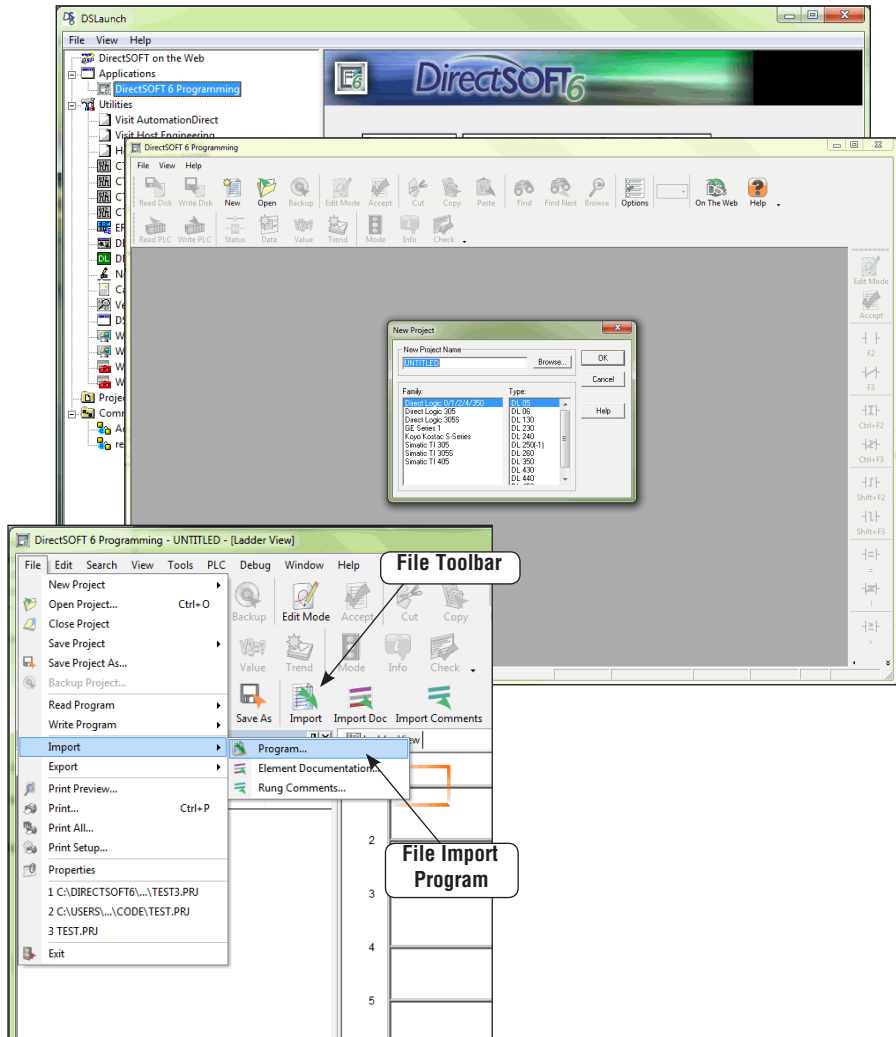 DSLaunch
File View Help
DirectSOFT on the Web
Applications
DirectSOFT 6 Programming
Utilities
Visit AutomationDirect
Visit Host Engineering
DirectSOFT6
DirectSOFT 6 Programming
File View Help
Read Disk Write Disk New Open Backup Edit Mode Accept Cut Copy Paste Find Find Next Browse Options On The Web Help
Read PLC Write PLC Status Data Value Trend Mode Info Check
Edit Mode
Accept
F2
F3
Ctrl+F2
Ctrl+F3
Shift+F2
Shift+F3
=
!
>
New Project
New Project Name
UNTITLED
Browse...
OK
Cancel
Help
Family:
Direct Logic 0/1/2/4/350
Direct Logic 305
Direct Logic 305S
GE Series 1
Koyo Kostac S-Series
Simatic TI 305
Simatic TI 305S
Simatic TI 405
Type:
DL 05
DL 06
DL 130
DL 230
DL 240
DL 250(-1)
DL 260
DL 350
DL 430
DL 440
DirectSOFT 6 Programming - UNTITLED - [Ladder View]
File Edit Search View Tools PLC Debug Window Help
File Toolbar
Backup Edit Mode Accept Cut Copy
Value Trend Mode Info Check
Save As Import Import Doc Import Comments
New Project
Open Project... Ctrl+O
Close Project
Save Project
Save Project As...
Backup Project...
Read Program
Write Program
Import
Export
Print Preview...
Print... Ctrl+P
Print All...
Print Setup...
Properties
1 C:\DIRECTSOFT6\...\TEST3.PRJ
2 C:\USERS\...\CODE\TEST.PRJ
3 TEST.PRJ
Exit
Program...
Element Documentation...
Rung Comments...
File Import
Program
2
3
4
5